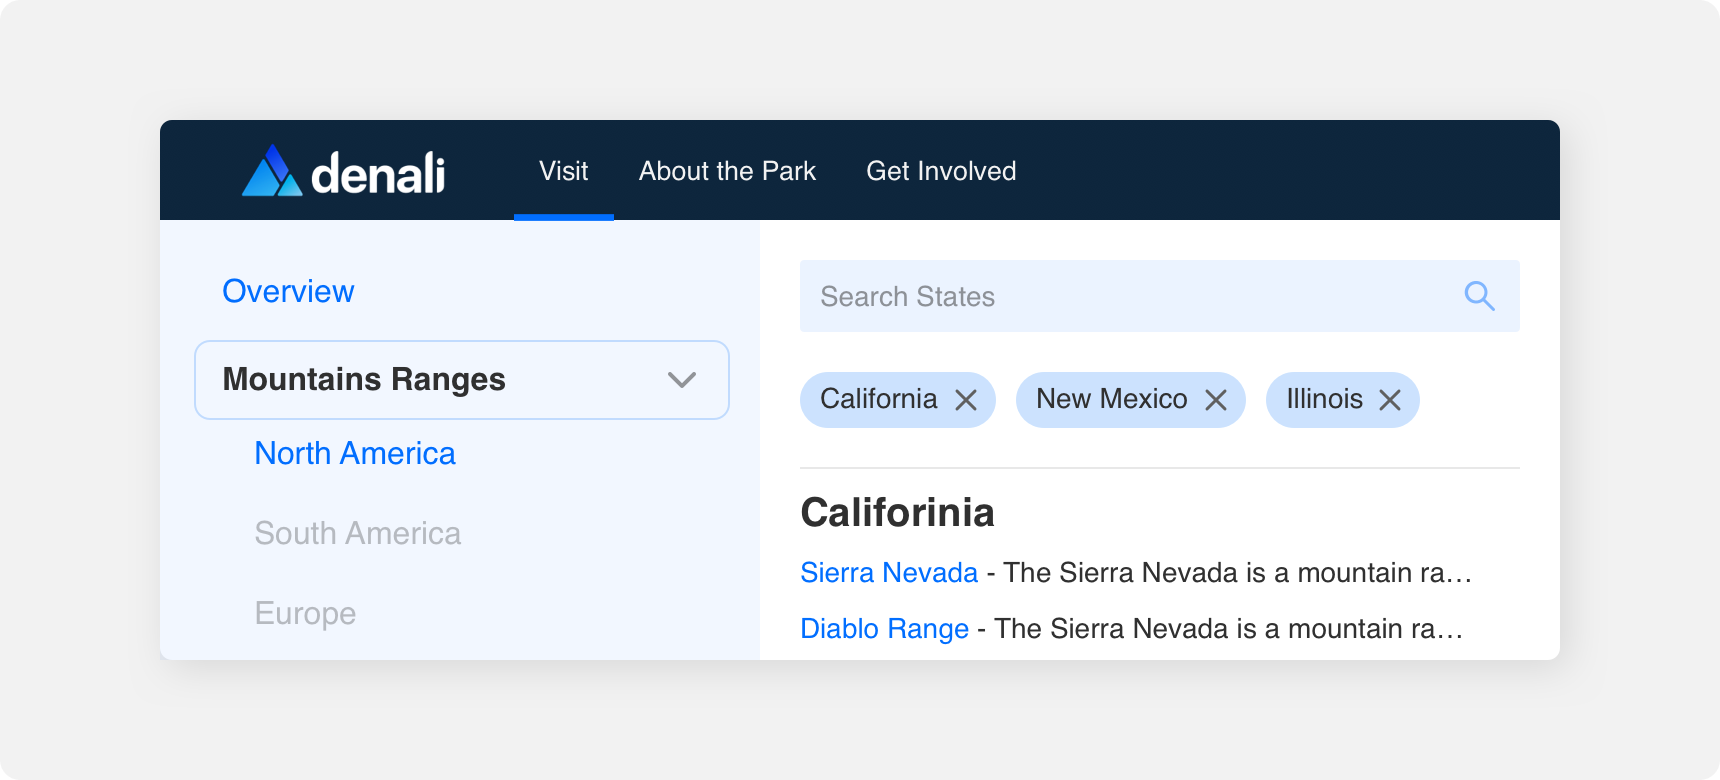 denali Visit About the Park Get Involved
Overview
Mountains Ranges
North America
South America
Europe
Search States
California New Mexico Illinois
Califorinia
Sierra Nevada - The Sierra Nevada is a mountain ra...
Diablo Range - The Sierra Nevada is a mountain ra...